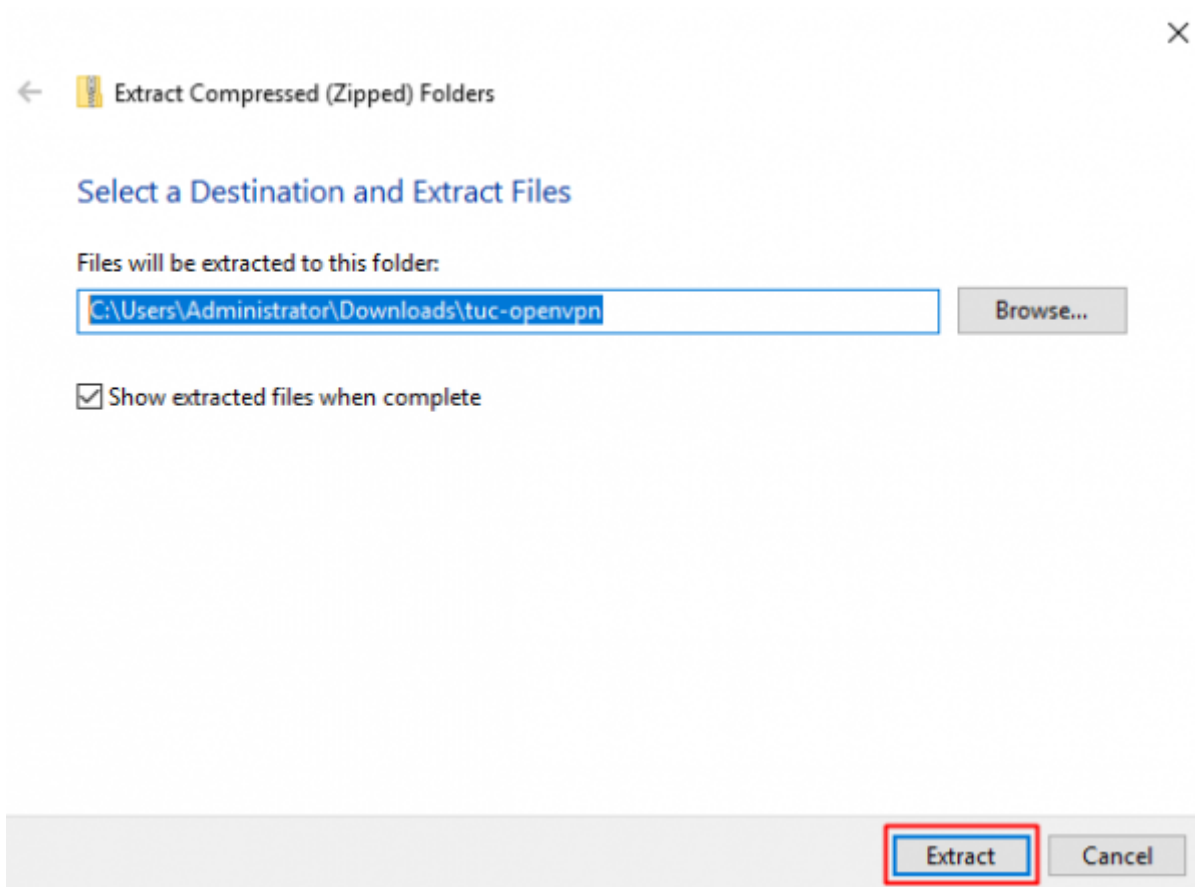 Extract Compressed (Zipped) Folders
Select a Destination and Extract Files
Files will be extracted to this folder:
C:\Users\Administrator\Downloads\tuc-openvpn
Browse...
Show extracted files when complete
Extract
Cancel